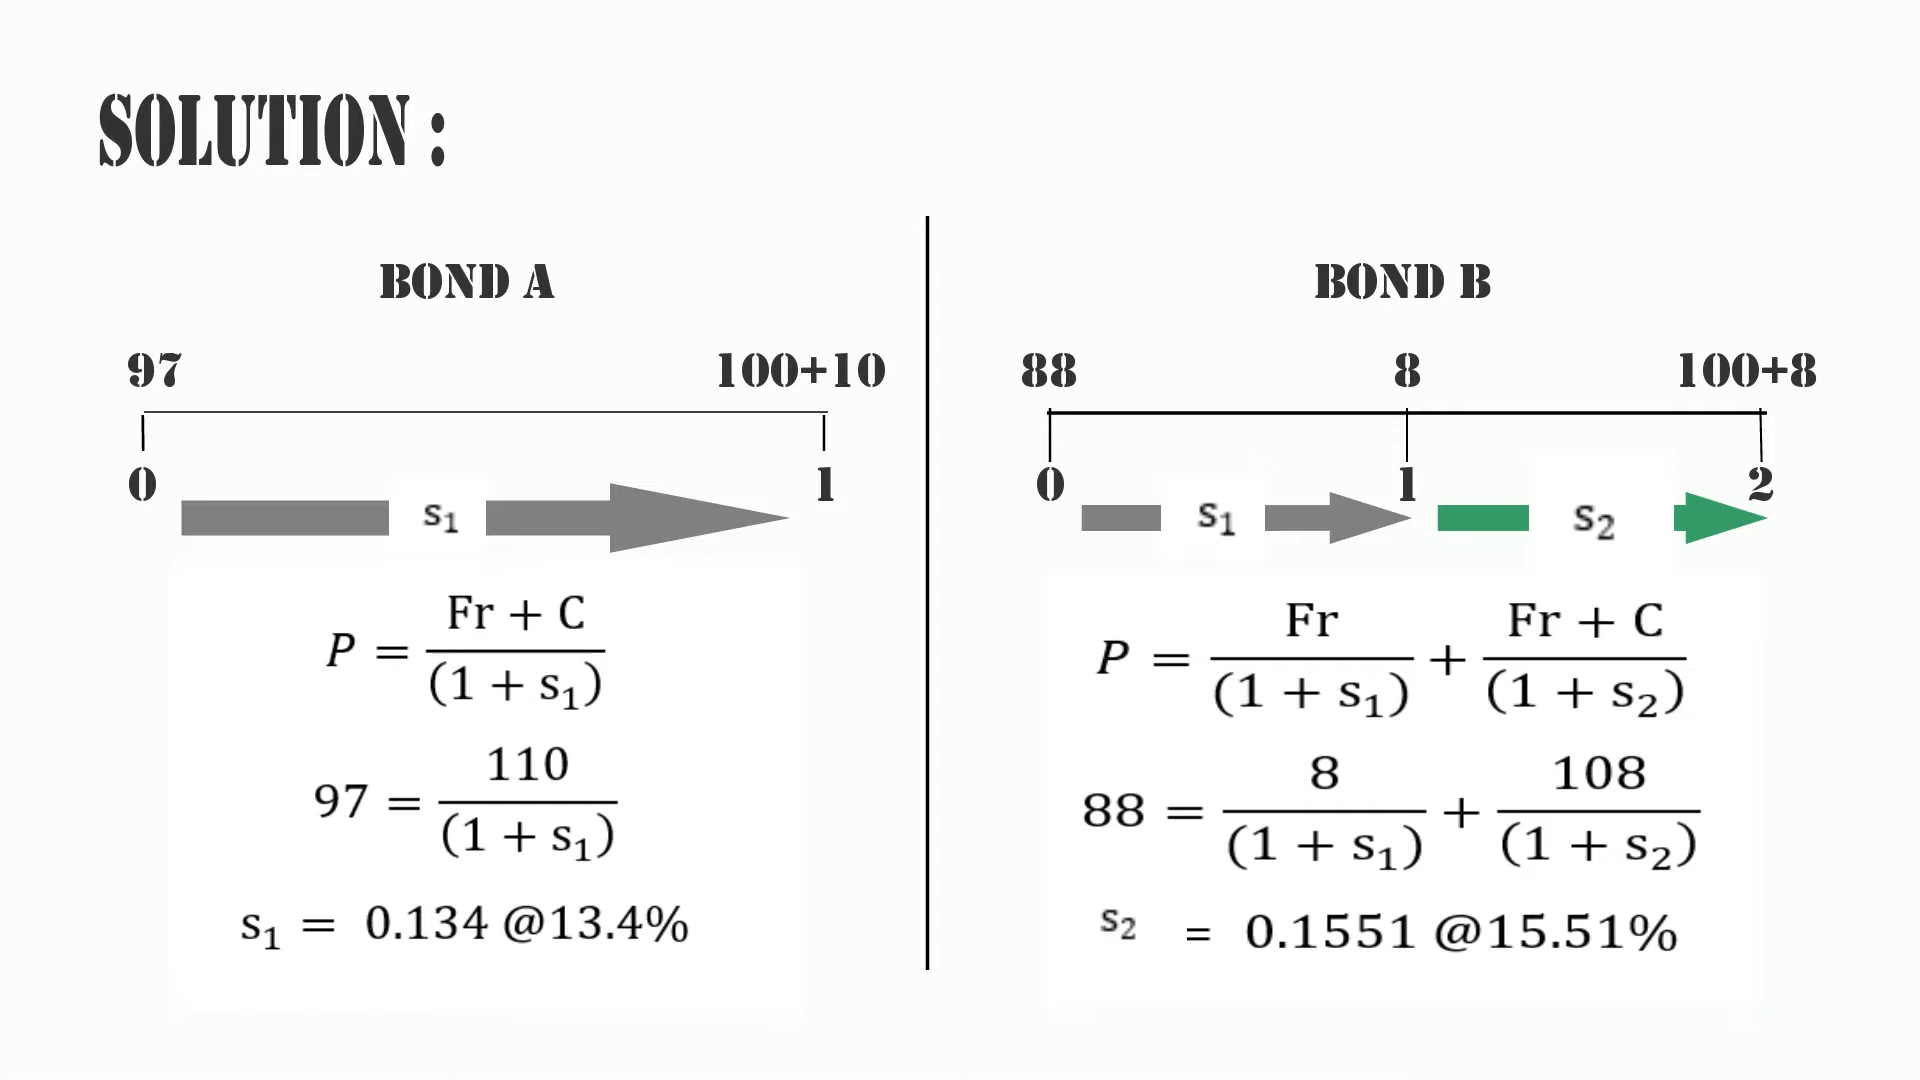 SOLUTION :
BOND A
97 100+10
0 1
s₁
P = Fr + C / (1 + s₁)
97 = 110 / (1 + s₁)
s₁ = 0.134 @13.4%
BOND B
88 8 100+8
0 1 2
s₁ s₂
P = Fr / (1 + s₁) + Fr + C / (1 + s₂)
88 = 8 / (1 + s₁) + 108 / (1 + s₂)
s₂ = 0.1551 @15.51%